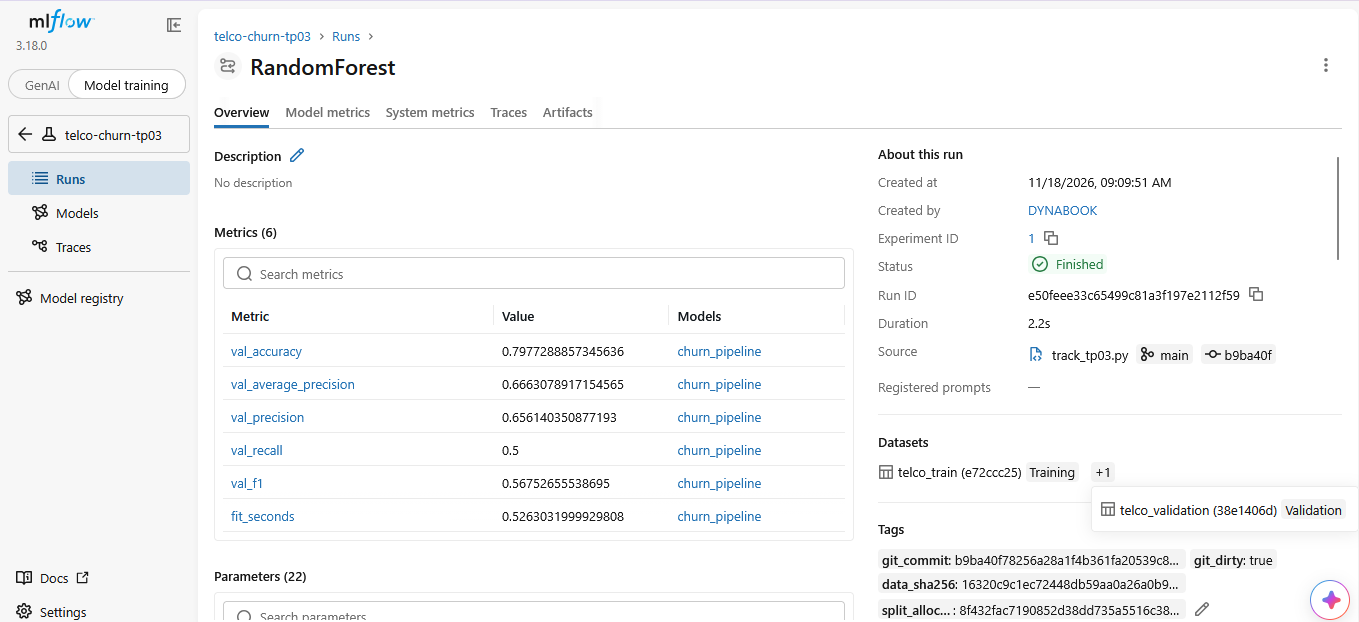 mlflow
3.18.0
GenAI Model training
telco-churn-tp03
Runs
Models
Traces
Model registry
Docs
Settings
telco-churn-tp03 > Runs >
RandomForest
Overview Model metrics System metrics Traces Artifacts
Description
No description
Metrics (6)
Search metrics
Metric Value Models
val_accuracy 0.7977288857345636 churn_pipeline
val_average_precision 0.6663078917154565 churn_pipeline
val_precision 0.656140350877193 churn_pipeline
val_recall 0.5 churn_pipeline
val_f1 0.56752655538695 churn_pipeline
fit_seconds 0.5263031999929808 churn_pipeline
Parameters (22)
Search parameters
About this run
Created at 11/18/2026, 09:09:51 AM
Created by DYNABOOK
Experiment ID 1
Status Finished
Run ID e50feee33c65499c81a3f197e2112f59
Duration 2.2s
Source track_tp03.py main b9ba40f
Registered prompts —
Datasets
telco_train (e72ccc25) Training +1
telco_validation (38e1406d) Validation
Tags
git_commit: b9ba40f78256a28a1f4b361fa20539c8... git_dirty: true
data_sha256: 16320c9c1ec72448db59aa0a26a0b9...
split_alloc... : 8f432fac7190852d38dd735a5516c38...